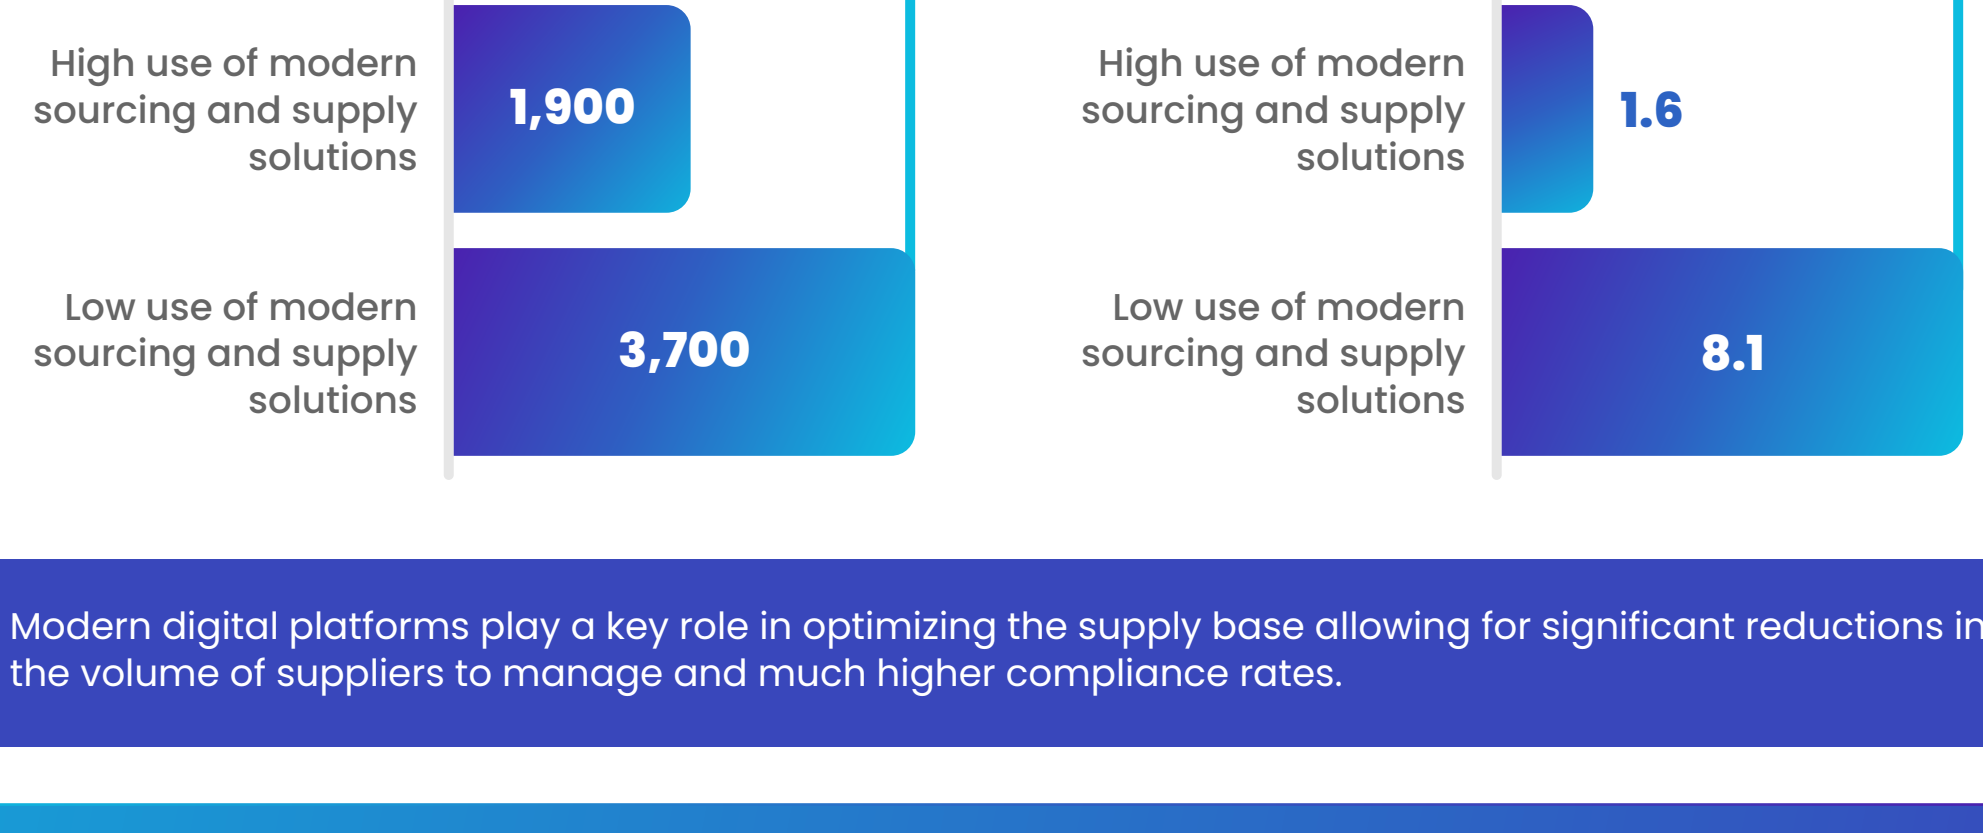 High use of modern
sourcing and supply
solutions
1,900
Low use of modern
sourcing and supply
solutions
3,700
High use of modern
sourcing and supply
solutions
1.6
Low use of modern
sourcing and supply
solutions
8.1
Modern digital platforms play a key role in optimizing the supply base allowing for significant reductions in
the volume of suppliers to manage and much higher compliance rates.